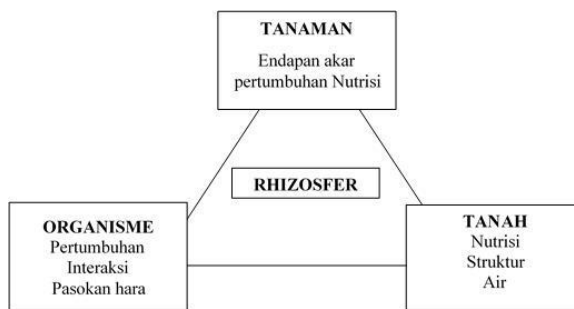 TANAMAN
Endapan akar
pertumbuhan Nutrisi
RHIZOSFER
ORGANISME
Pertumbuhan
Interaksi
Pasokan hara
TANAH
Nutrisi
Struktur
Air